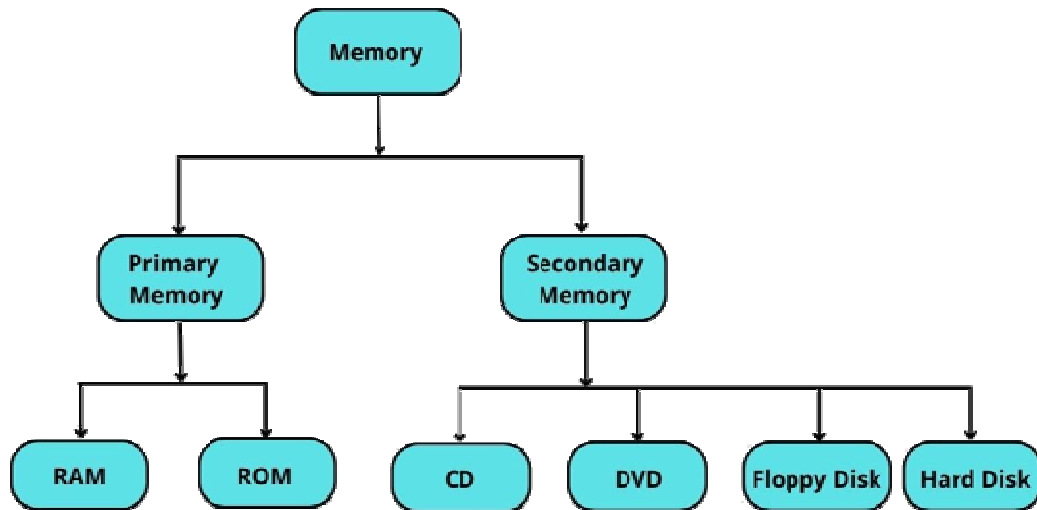 Memory
Primary
Memory
Secondary
Memory
RAM
ROM
CD
DVD
Floppy Disk
Hard Disk